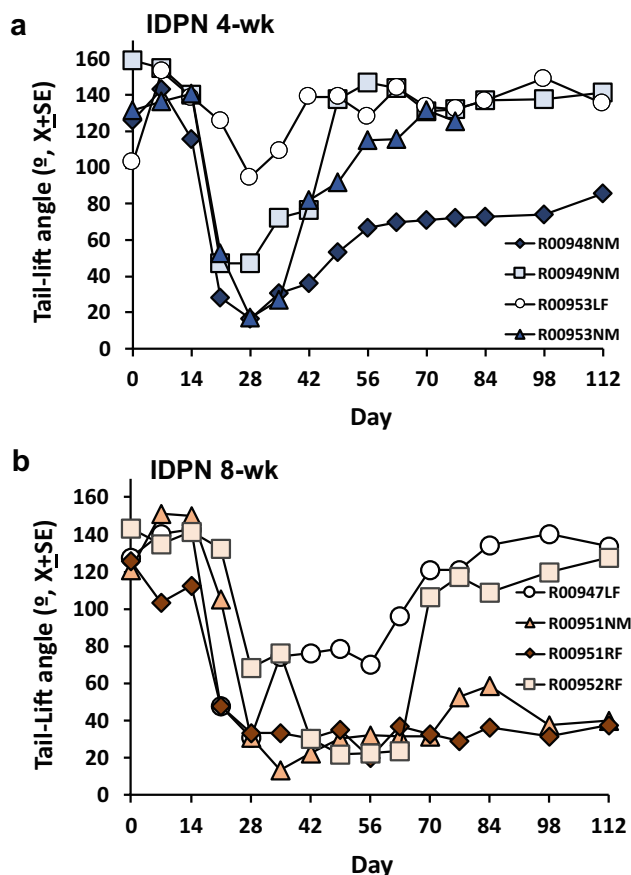 a
IDPN 4-wk
Tail-lift angle (º, X+SE)
160
140
120
100
80
60
40
20
0
R00948NM
R00949NM
R00953LF
R00953NM
0 14 28 42 56 70 84 98 112
Day
b
IDPN 8-wk
Tail-Lift angle (º, X+SE)
160
140
120
100
80
60
40
20
0
R00947LF
R00951NM
R00951RF
R00952RF
0 14 28 42 56 70 84 98 112
Day